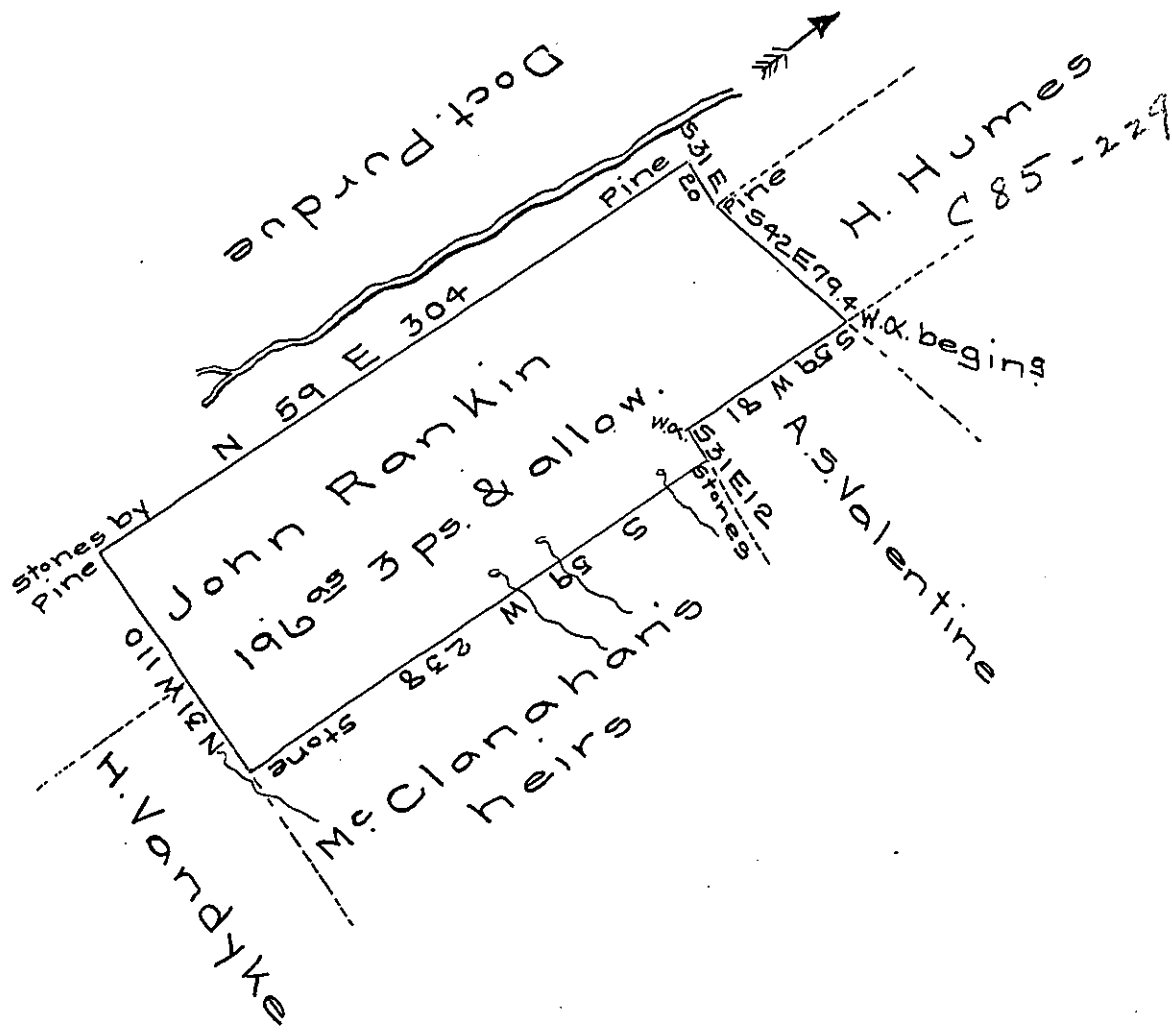 Doct. Purdue
H. Humes
C 85 - 229
S 31 E
20
Pine
Pine
S 42 E 79.4
W.O. begins
N 59 E 304
S 59 W 81
A. S. Valentine
W.O.
S 31 E 12
Stones
John Rankin
196 as 3 ps. & allow.
S 59 W 238
Stones by
Pine
N 31 W 110
Stone
McClanahan's
heirs
H. Vandyke